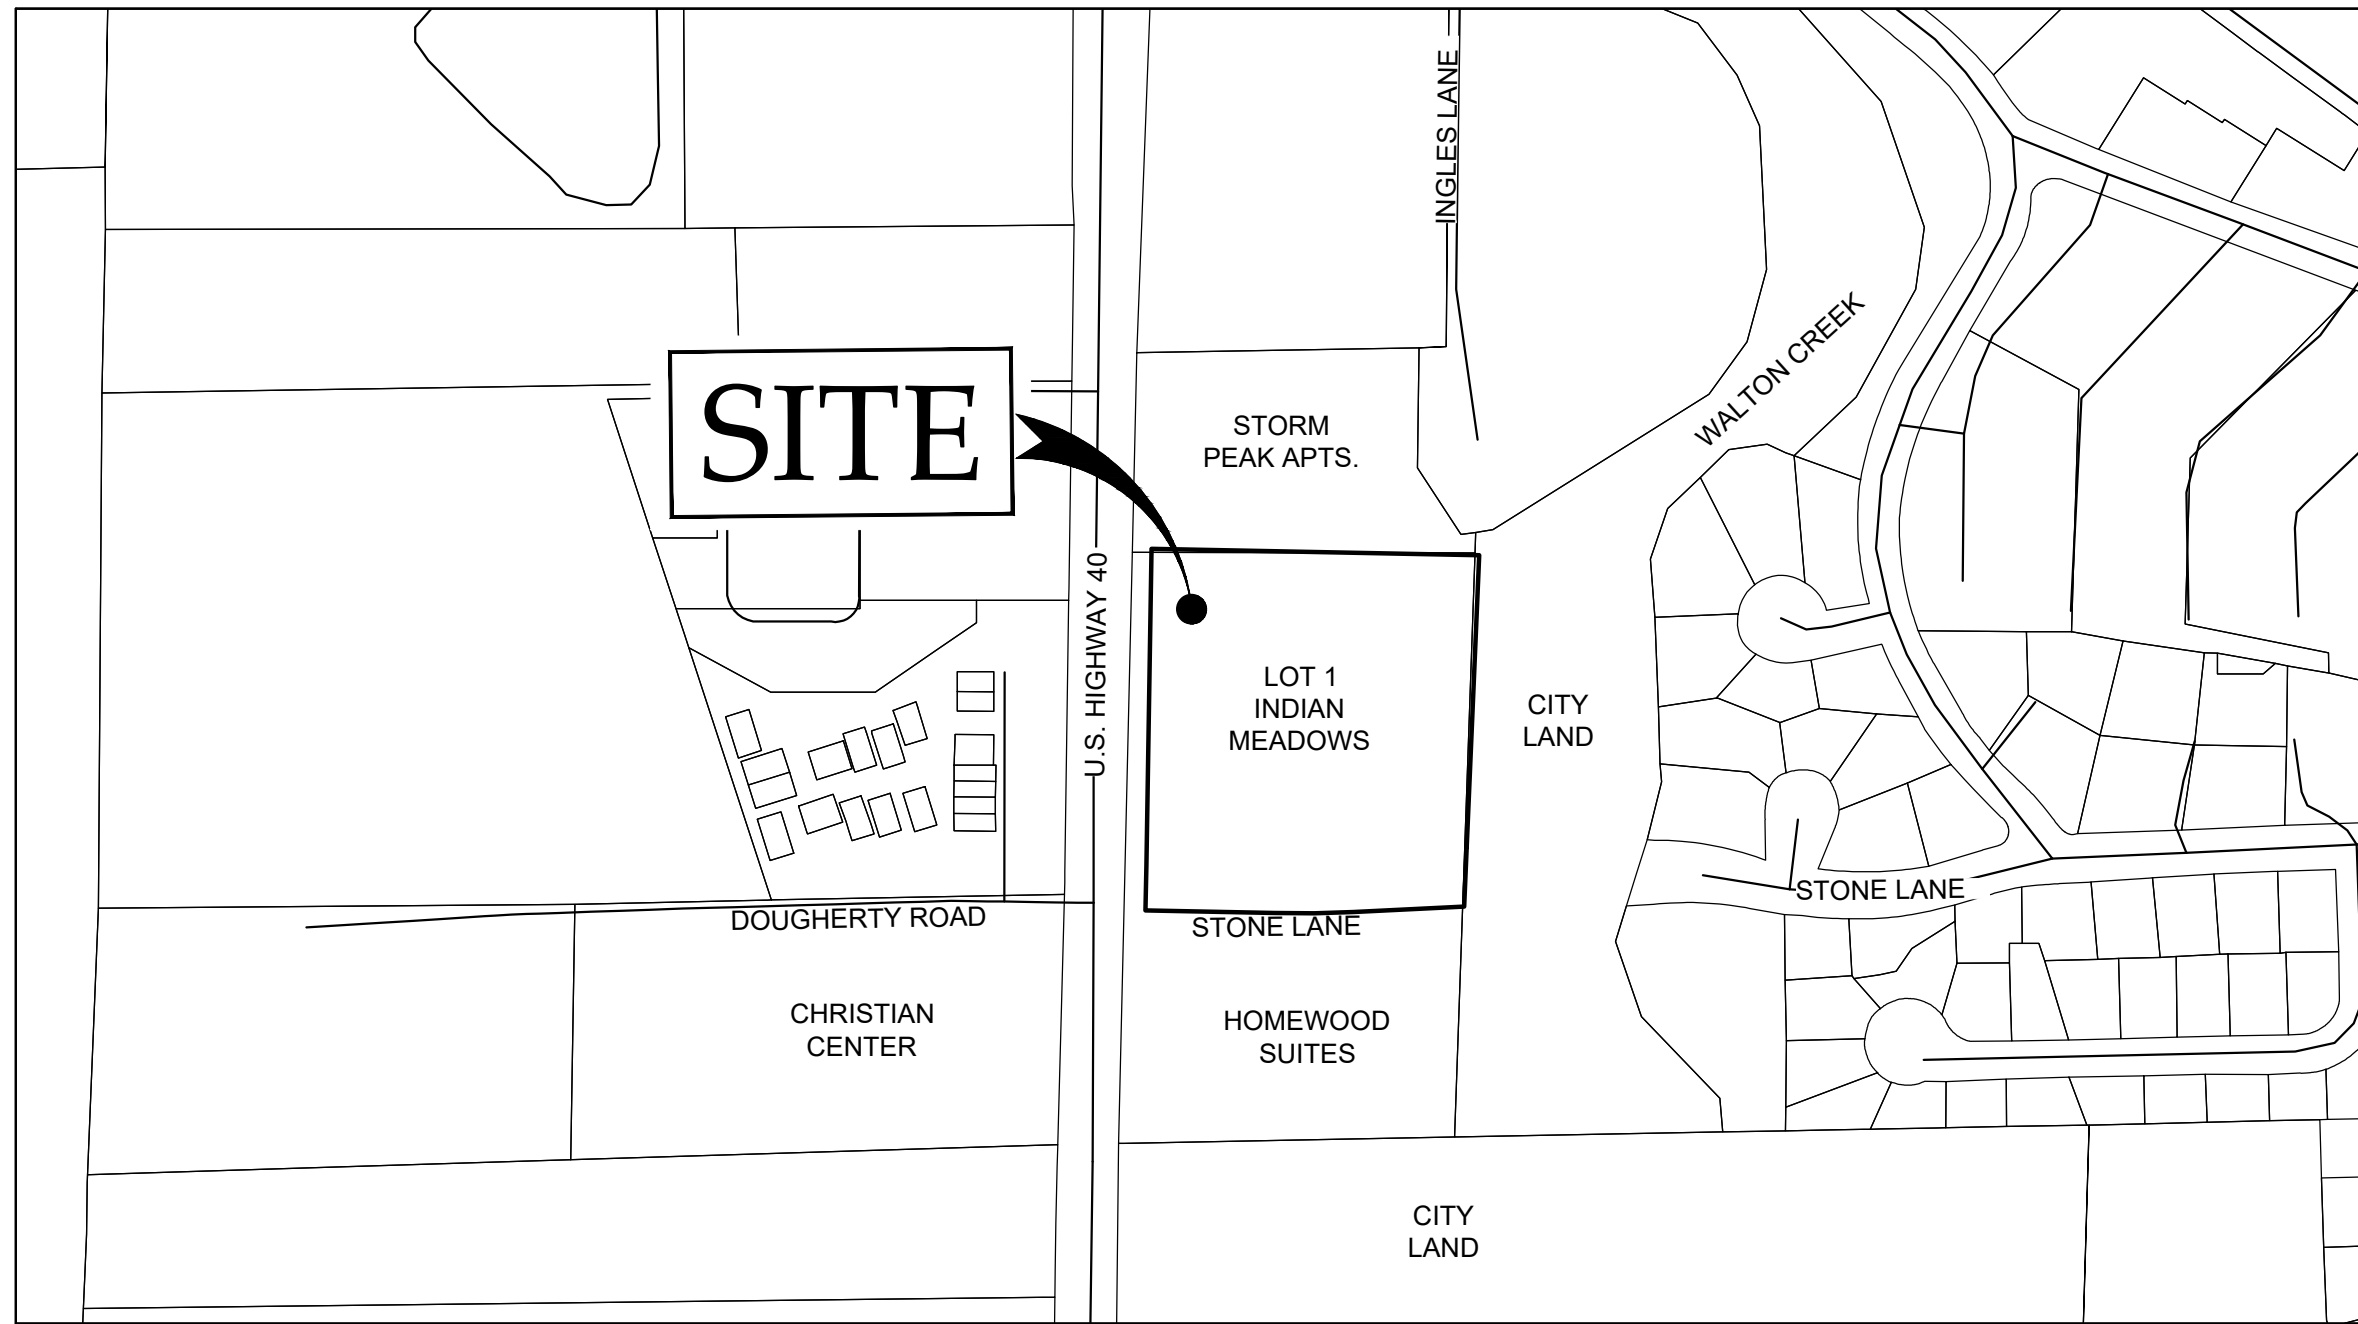 INGLES LANE
WALTON CREEK
SITE
STORM
PEAK APTS.
U.S. HIGHWAY 40
LOT 1
INDIAN
MEADOWS
CITY
LAND
STONE LANE
DOUGHERTY ROAD
STONE LANE
CHRISTIAN
CENTER
HOMEWOOD
SUITES
CITY
LAND